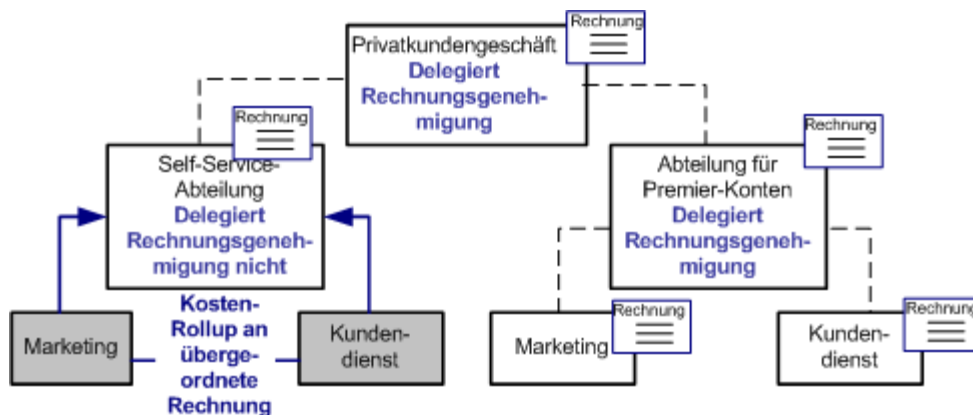 Rechnung
Privatkundengeschäft
Delegiert
Rechnungsgeneh-
migung
Rechnung
Self-Service-
Abteilung
Delegiert
Rechnungsgeneh-
migung nicht
Rechnung
Abteilung für
Premier-Konten
Delegiert
Rechnungsgeneh-
migung
Marketing
Kosten-
Rollup an
überge-
ordnete
Rechnung
Kunden-
dienst
Rechnung
Marketing
Rechnung
Kunden-
dienst